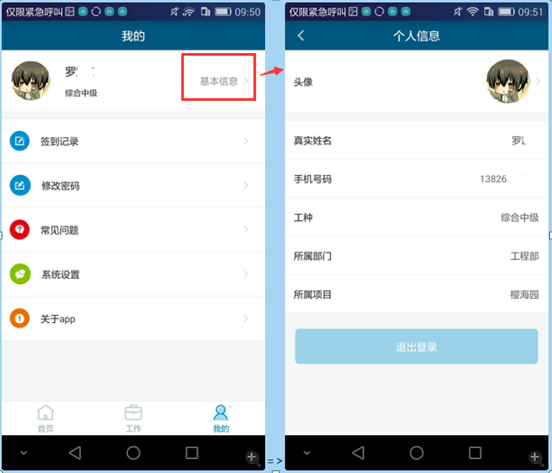 仅限紧急呼叫 09:50
我的
罗
基本信息
综合中级
签到记录
修改密码
常见问题
系统设置
关于app
首页 工作 我的
=>
仅限紧急呼叫 09:51
个人信息
头像
真实姓名 罗
手机号码 13826
工种 综合中级
所属部门 工程部
所属项目 樱海园
退出登录